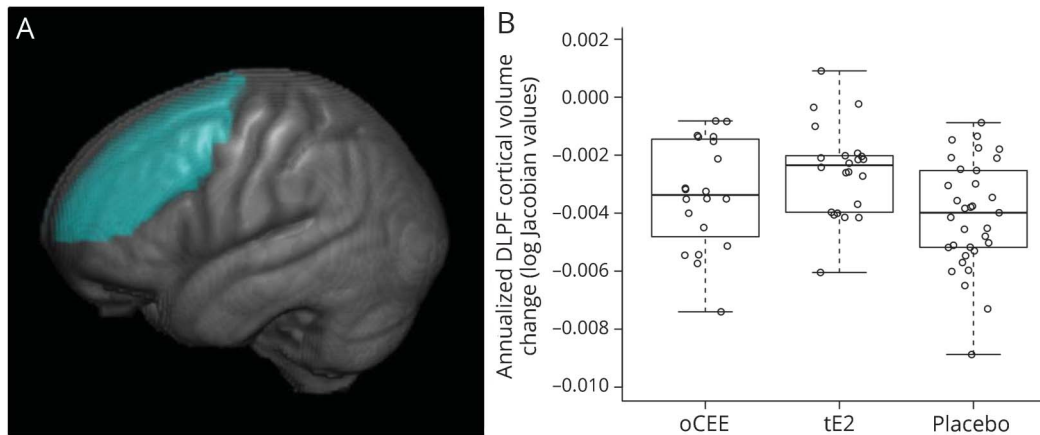 A
B
Annualized DLPF cortical volume
change (log Jacobian values)
0.002
0.000
−0.002
−0.004
−0.006
−0.008
−0.010
oCEE
tE2
Placebo